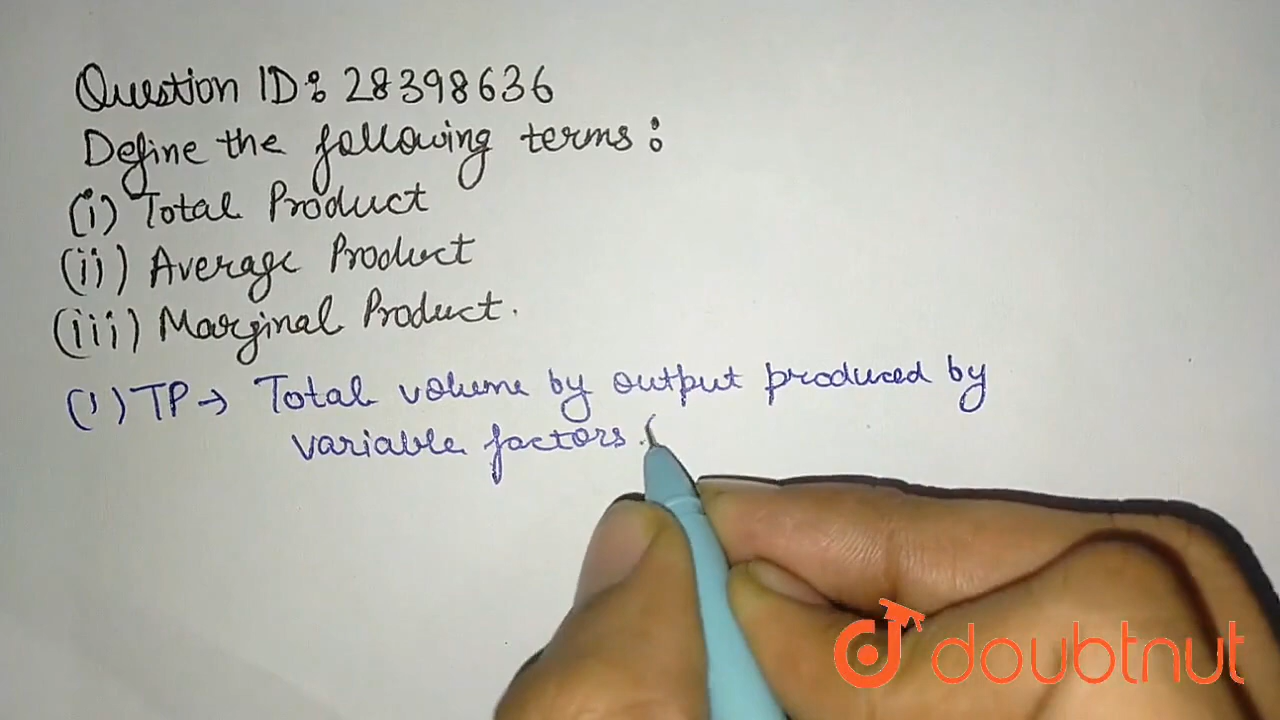 Question ID: 28398636
Define the following terms:
(i) Total Product
(ii) Average Product
(iii) Marginal Product.
(i) TP → Total volume by output produced by
variable factors.
doubtnut